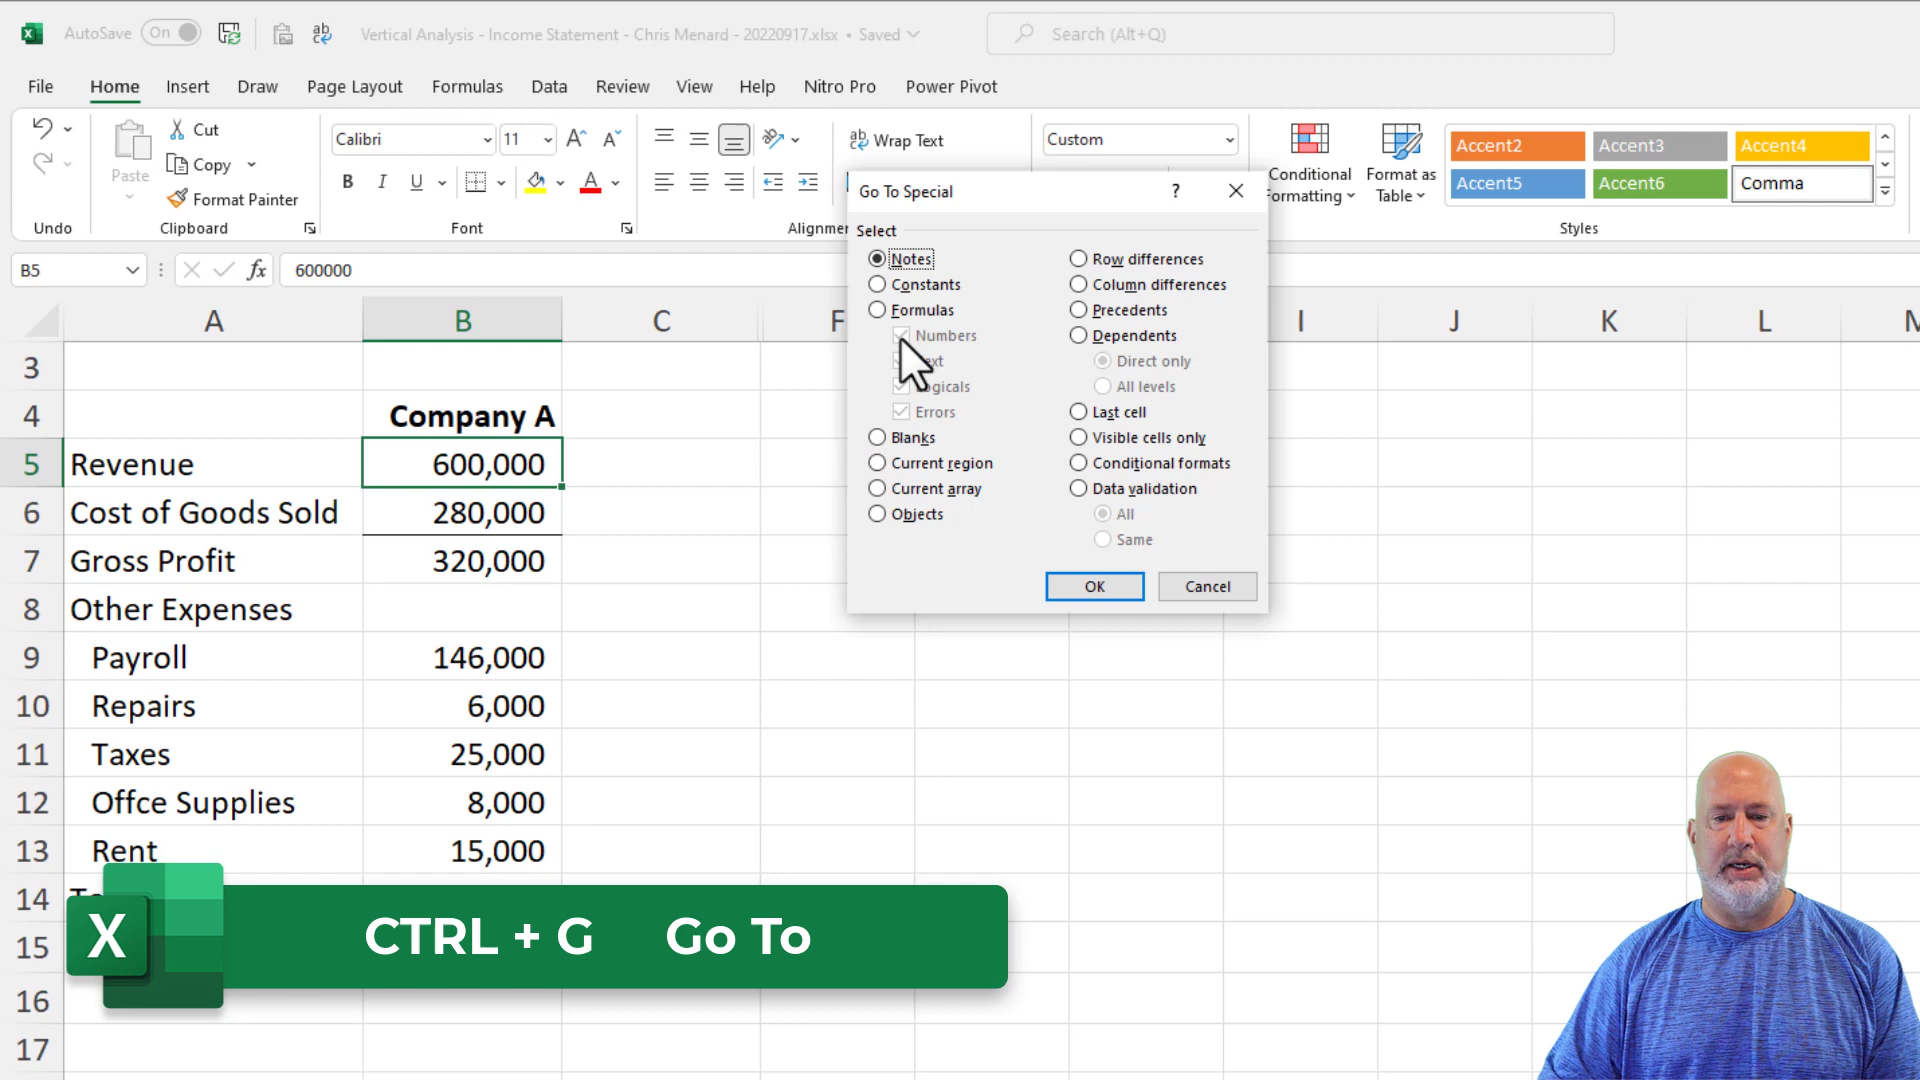 AutoSave On Vertical Analysis - Income Statement - Chris Menard - 20220917.xlsx • Saved Search (Alt+Q)
File Home Insert Draw Page Layout Formulas Data Review View Help Nitro Pro Power Pivot
Cut
Copy
Format Painter
Paste
Undo Clipboard
Calibri 11
B I U A
Font
Wrap Text
Custom
Conditional Formatting
Format as Table
Accent2 Accent3 Accent4
Accent5 Accent6 Comma
Styles
B5 fx 600000
Go To Special ? 
Select
Notes
Constants
Formulas
Numbers
Errors
Blanks
Current region
Current array
Objects
Row differences
Column differences
Precedents
Dependents
Direct only
All levels
Last cell
Visible cells only
Conditional formats
Data validation
All
Same
OK Cancel
A B C F I J K L
3
4 Company A
5 Revenue 600,000
6 Cost of Goods Sold 280,000
7 Gross Profit 320,000
8 Other Expenses
9 Payroll 146,000
10 Repairs 6,000
11 Taxes 25,000
12 Offce Supplies 8,000
13 Rent 15,000
14
15
16
17
X CTRL + G Go To